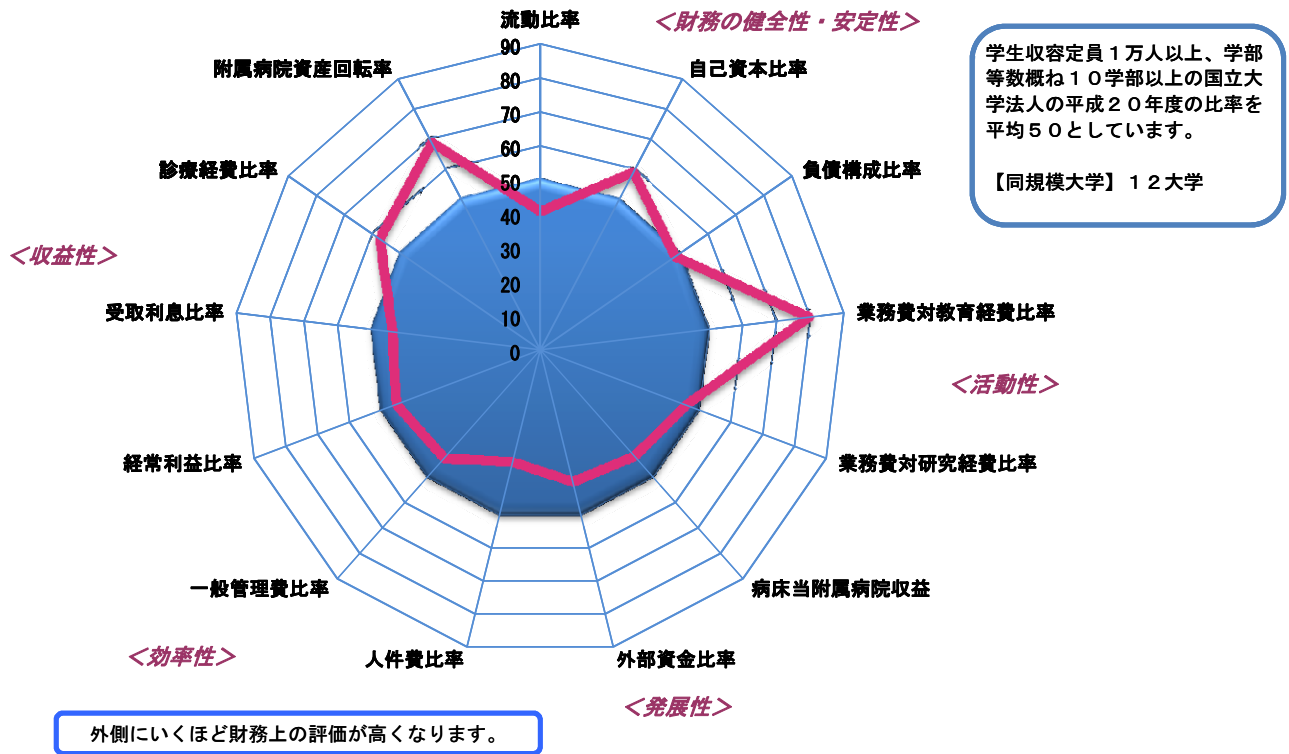 流動比率
＜財務の健全性・安定性＞
自己資本比率
負債構成比率
業務費対教育経費比率
＜活動性＞
業務費対研究経費比率
病床当附属病院収益
外部資金比率
＜発展性＞
人件費比率
＜効率性＞
一般管理費比率
経常利益比率
受取利息比率
＜収益性＞
診療経費比率
附属病院資産回転率
90
80
70
60
50
40
30
20
10
0
学生収容定員１万人以上、学部
等数概ね１０学部以上の国立大
学法人の平成２０年度の比率を
平均５０としています。
【同規模大学】１２大学
外側にいくほど財務上の評価が高くなります。